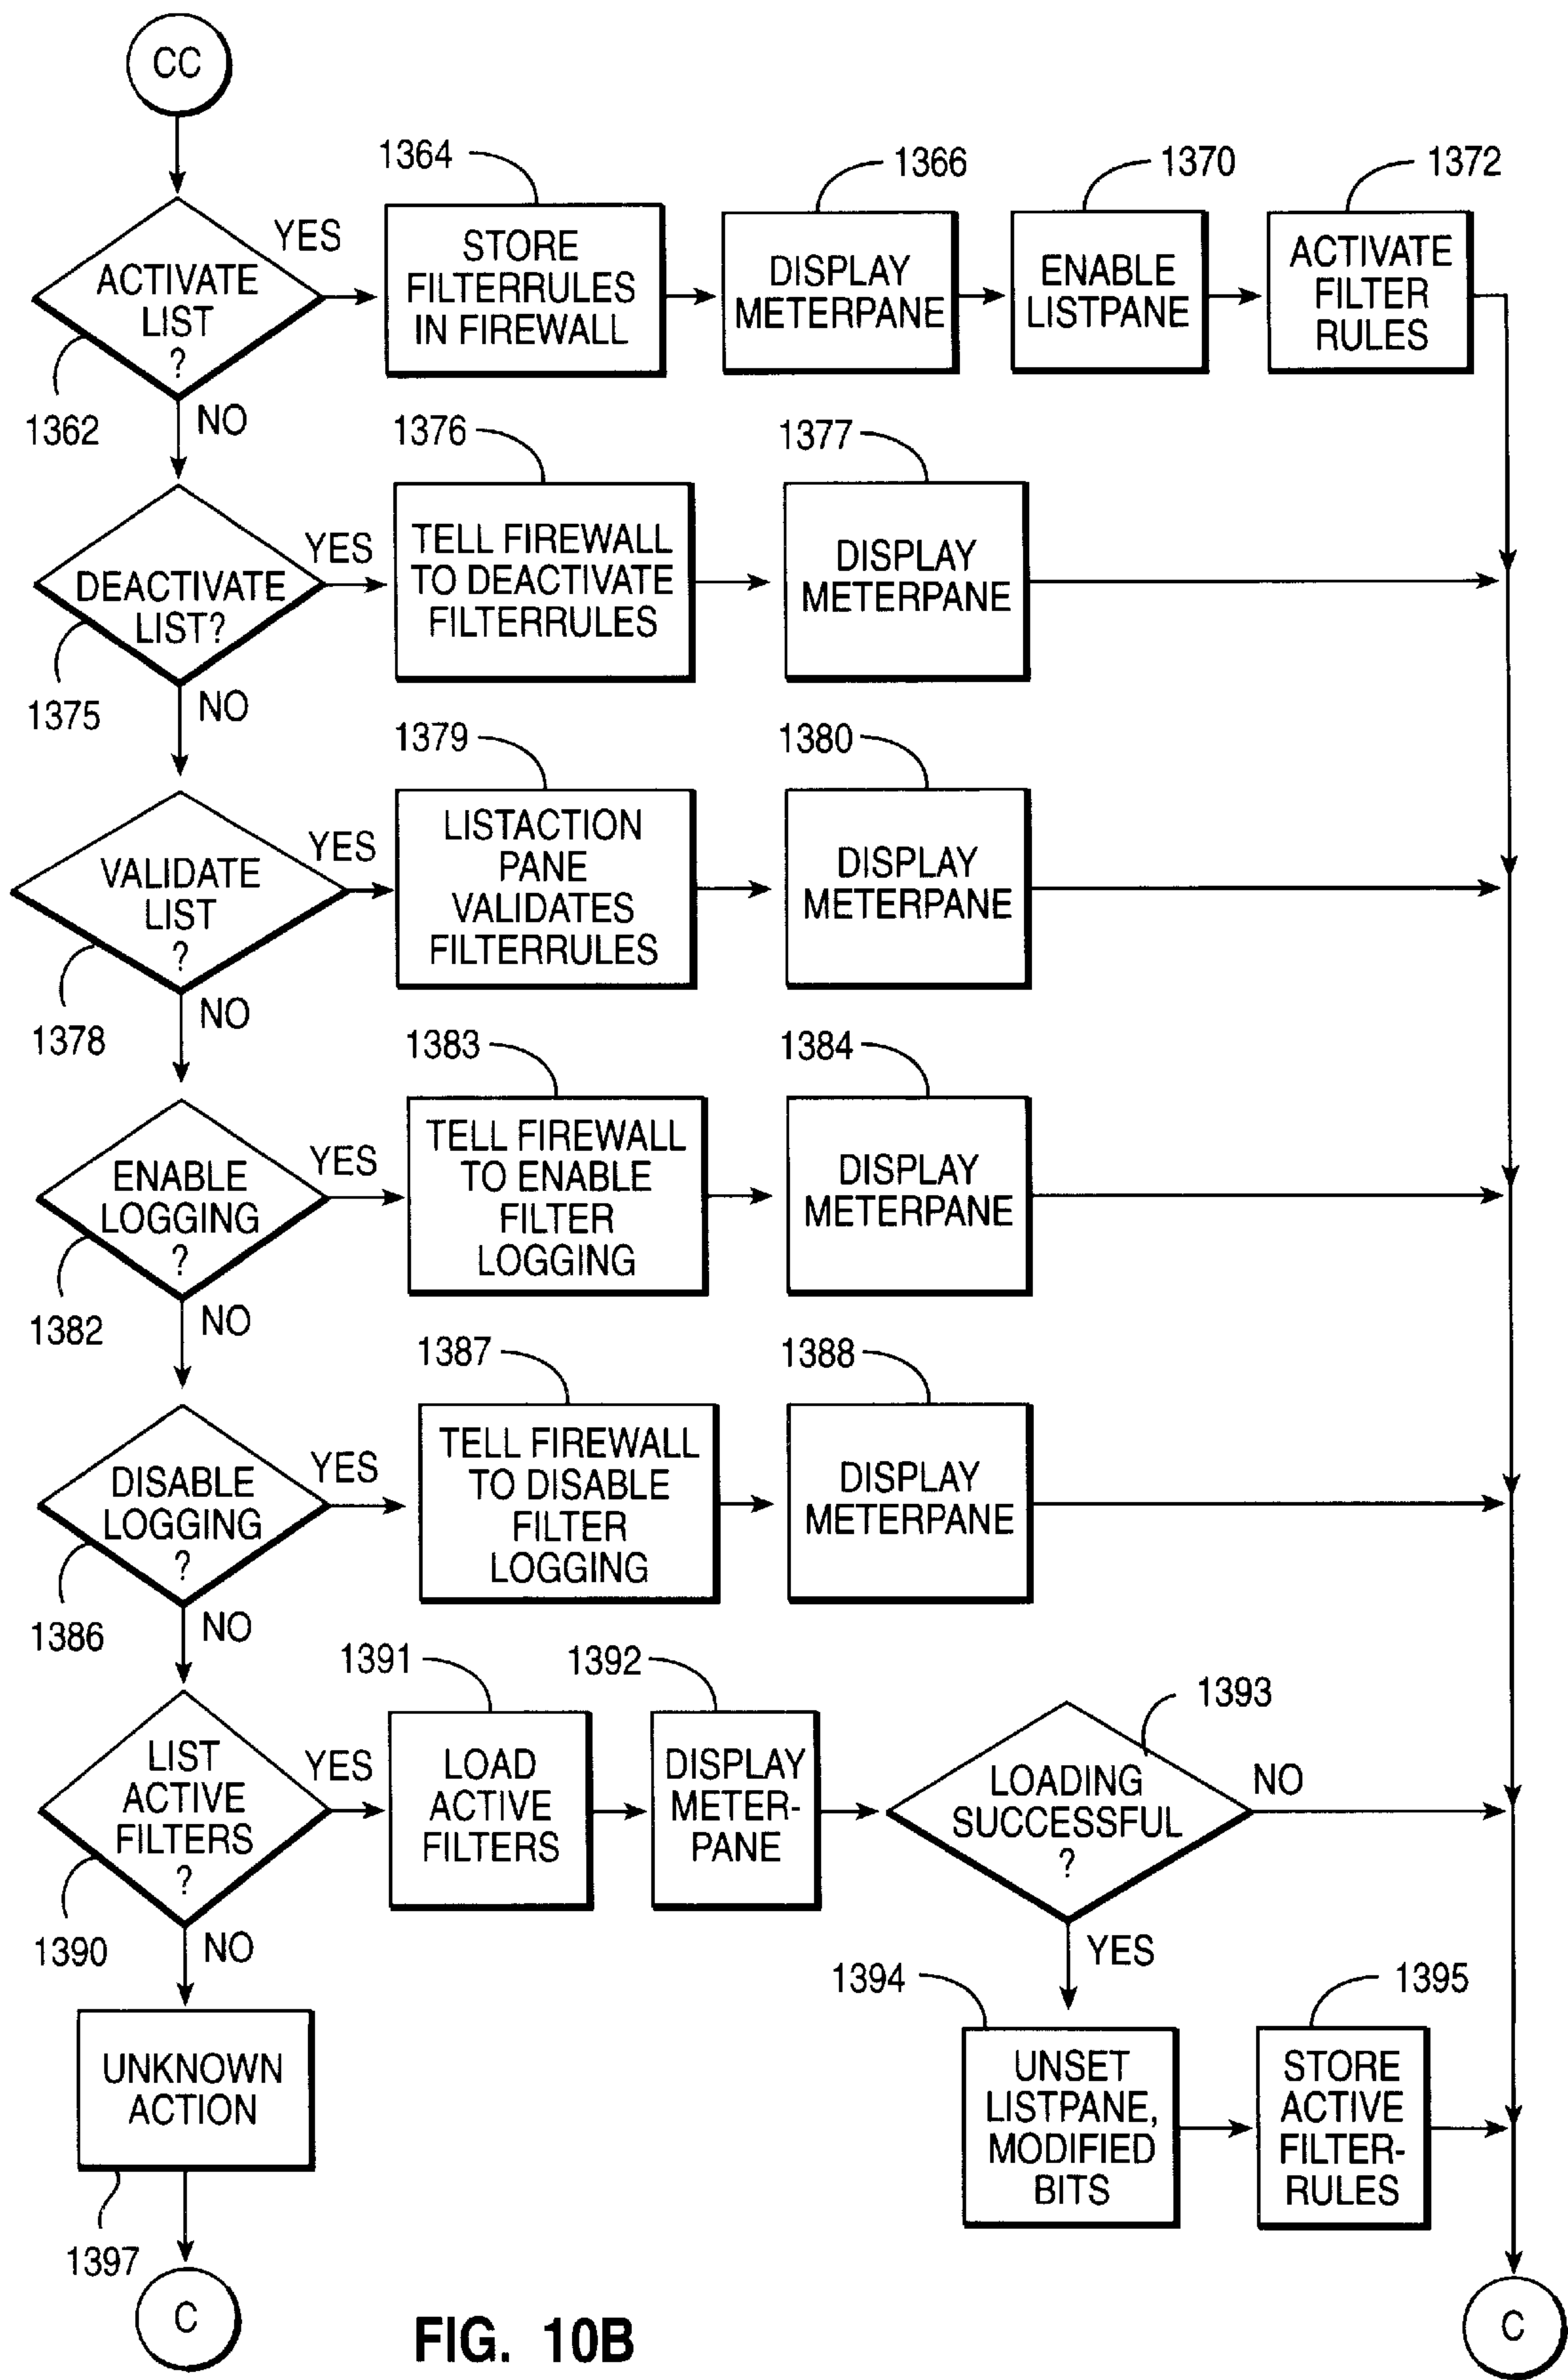 CC
1364
1366
1370
1372
YES
ACTIVATE
LIST
?
STORE
FILTERRULES
IN FIREWALL
DISPLAY
METERPANE
ENABLE
LISTPANE
ACTIVATE
FILTER
RULES
1362
NO
1376
1377
YES
DEACTIVATE
LIST?
TELL FIREWALL
TO DEACTIVATE
FILTERRULES
DISPLAY
METERPANE
1375
NO
1379
1380
YES
VALIDATE
LIST
?
LISTACTION
PANE
VALIDATES
FILTERRULES
DISPLAY
METERPANE
1378
NO
1383
1384
YES
ENABLE
LOGGING
?
TELL FIREWALL
TO ENABLE
FILTER
LOGGING
DISPLAY
METERPANE
1382
NO
1387
1388
YES
DISABLE
LOGGING
?
TELL FIREWALL
TO DISABLE
FILTER
LOGGING
DISPLAY
METERPANE
1386
NO
1391
1392
1393
YES
LIST
ACTIVE
FILTERS
?
LOAD
ACTIVE
FILTERS
DISPLAY
METER-
PANE
LOADING
SUCCESSFUL
?
NO
1390
NO
YES
1394
1395
UNKNOWN
ACTION
UNSET
LISTPANE,
MODIFIED
BITS
STORE
ACTIVE
FILTER-
RULES
1397
C
C
FIG. 10B